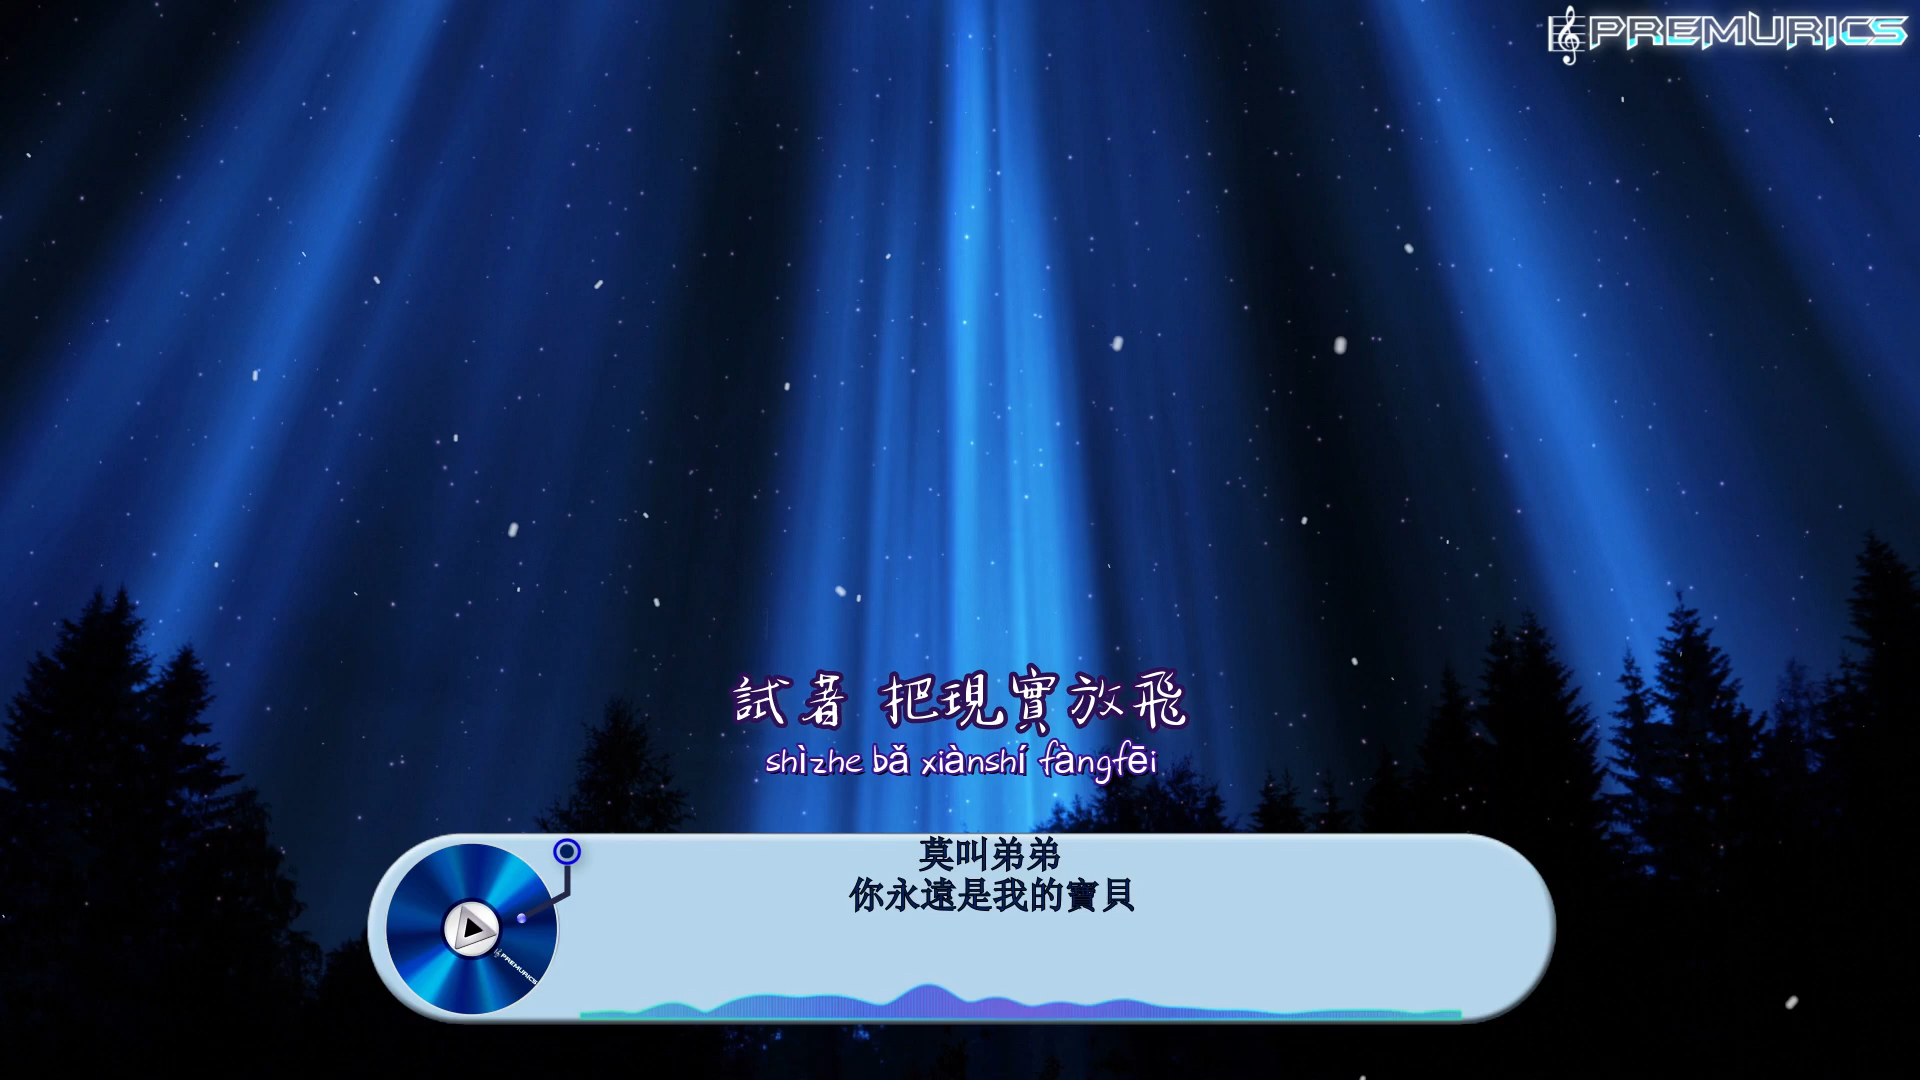 PREMURICS
試著 把現實放飛
shìzhe bǎ xiànshí fàngfēi
莫叫弟弟
你永遠是我的寶貝
PREMURICS